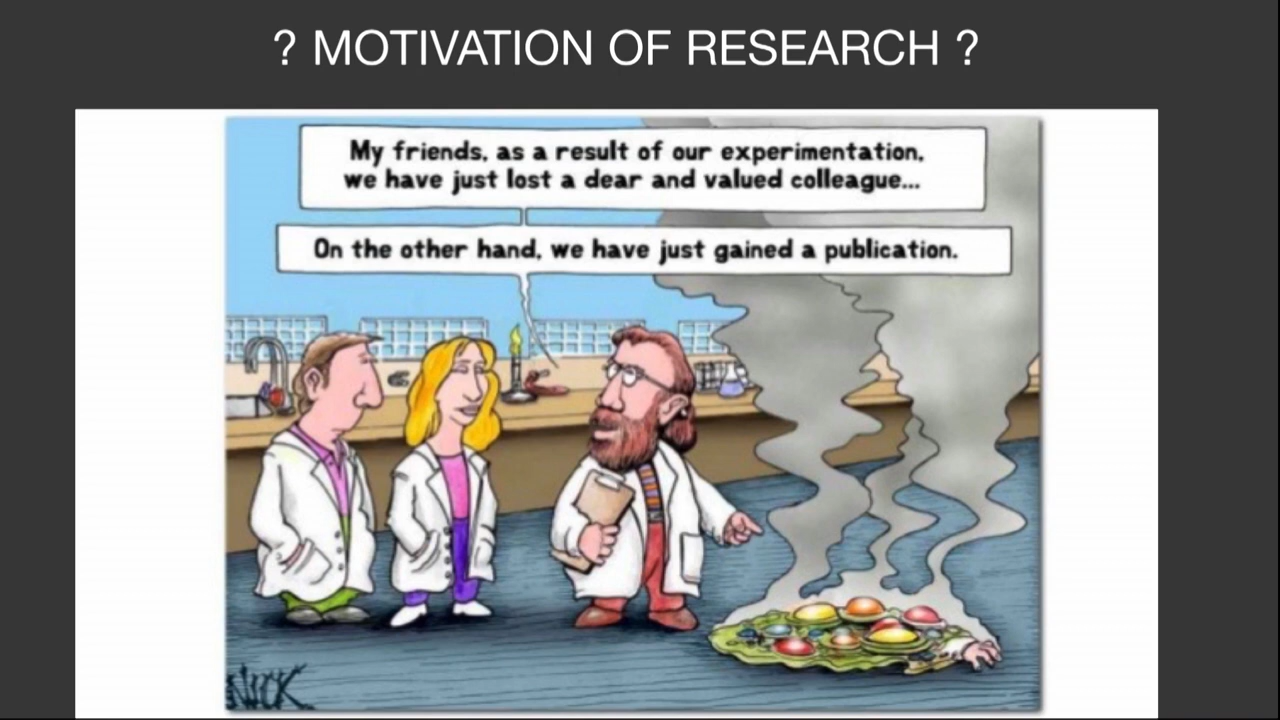 ? MOTIVATION OF RESEARCH ?
My friends, as a result of our experimentation,
we have just lost a dear and valued colleague...
On the other hand, we have just gained a publication.
NICK